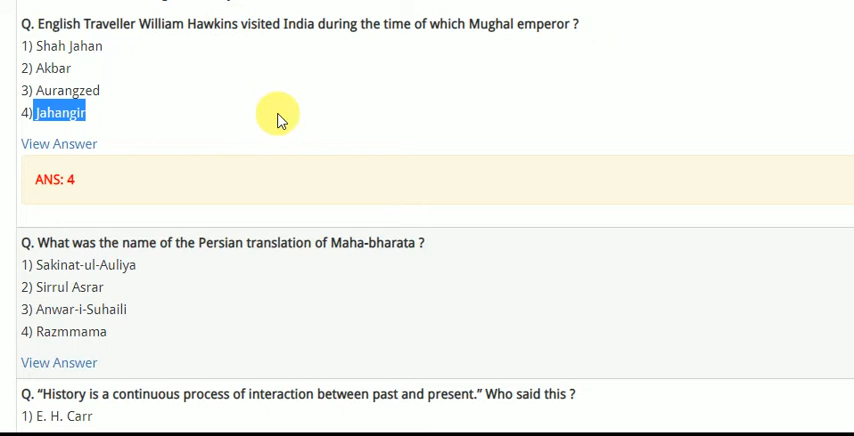 Q. English Traveller William Hawkins visited India during the time of which Mughal emperor ?
1) Shah Jahan
2) Akbar
3) Aurangzed
4) Jahangir
View Answer
ANS: 4
Q. What was the name of the Persian translation of Maha-bharata ?
1) Sakinat-ul-Auliya
2) Sirrul Asrar
3) Anwar-i-Suhaili
4) Razmmama
View Answer
Q. “History is a continuous process of interaction between past and present.” Who said this ?
1) E. H. Carr